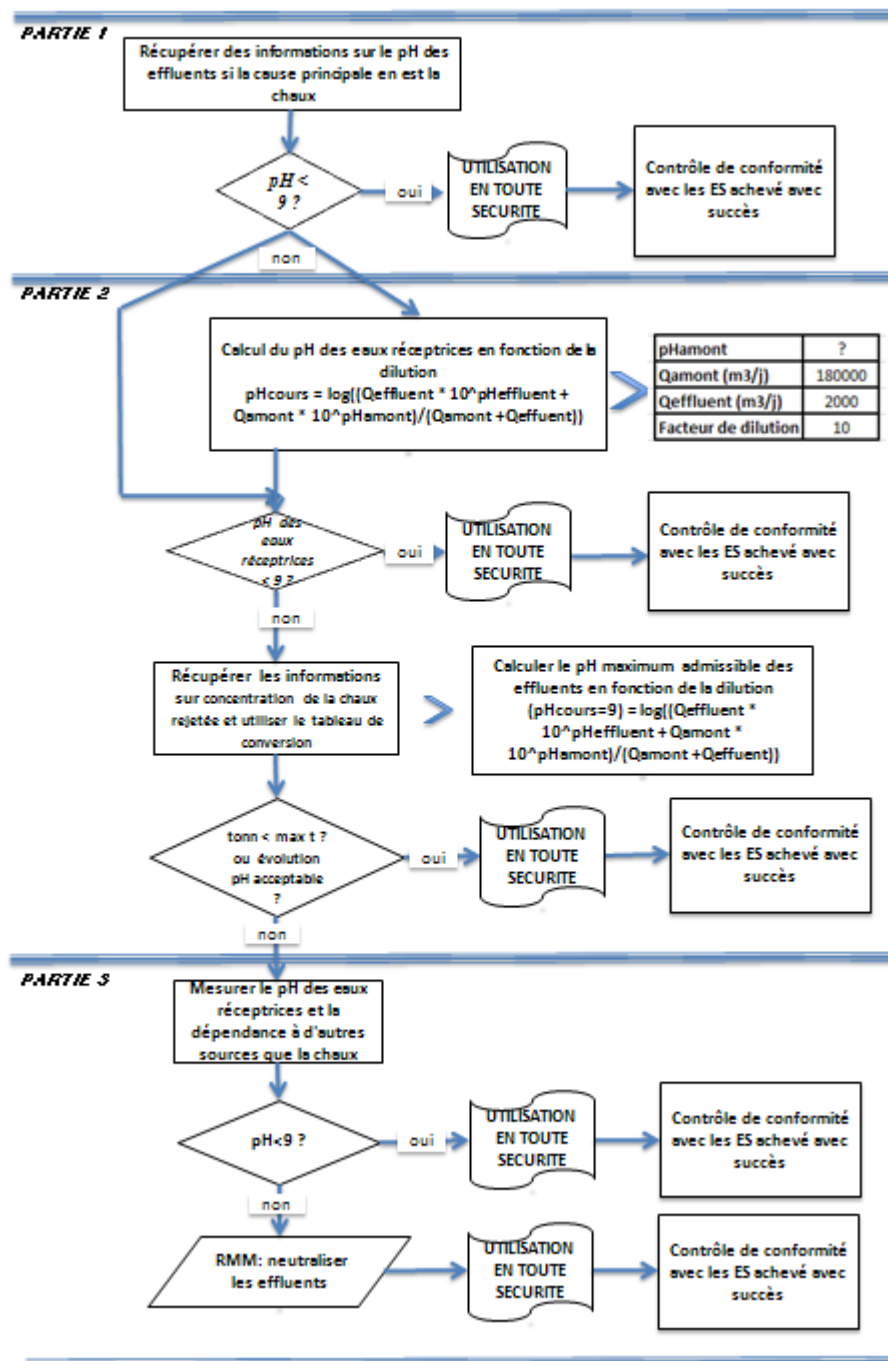 PARTIE 1
Récupérer des informations sur le pH des
effluents si la cause principale en est la
chaux
pH <
9 ?
oui
UTILISATION
EN TOUTE
SECURITE
Contrôle de conformité
avec les ES achevé avec
succès
non
PARTIE 2
Calcul du pH des eaux réceptrices en fonction de la
dilution
pHcours = log((Qeffluent * 10^pHeffluent +
Qamont * 10^pHamont)/(Qamont +Qeffuent))
pHamont ?
Qamont (m3/j) 180000
Qeffluent (m3/j) 2000
Facteur de dilution 10
pH des
eaux
réceptrices
< 9 ?
oui
UTILISATION
EN TOUTE
SECURITE
Contrôle de conformité
avec les ES achevé avec
succès
non
Récupérer les informations
sur concentration de la chaux
rejetée et utiliser le tableau de
conversion
Calculer le pH maximum admissible des
effluents en fonction de la dilution
(pHcours=9) = log((Qeffluent *
10^pHeffluent + Qamont *
10^pHamont)/(Qamont +Qeffuent))
tonn < max t ?
ou évolution
pH acceptable
?
oui
UTILISATION
EN TOUTE
SECURITE
Contrôle de conformité
avec les ES achevé avec
succès
non
PARTIE 3
Mesurer le pH des eaux
réceptrices et la
dépendance à d'autres
sources que la chaux
pH<9 ?
oui
UTILISATION
EN TOUTE
SECURITE
Contrôle de conformité
avec les ES achevé avec
succès
non
RMM: neutraliser
les effluents
UTILISATION
EN TOUTE
SECURITE
Contrôle de conformité
avec les ES achevé avec
succès